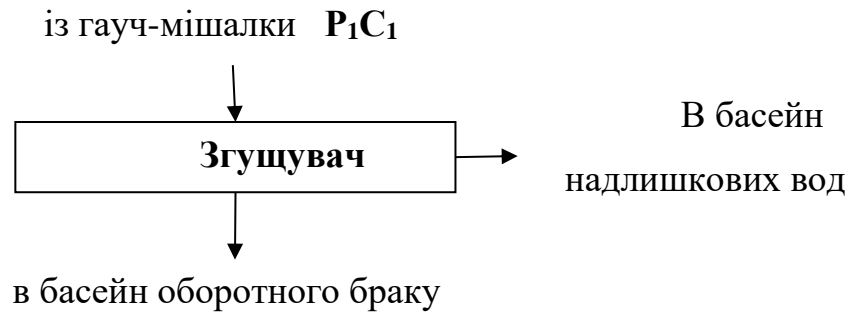 із гауч-мішалки P₁C₁
Згущувач
В басейн
надлишкових вод
в басейн оборотного браку